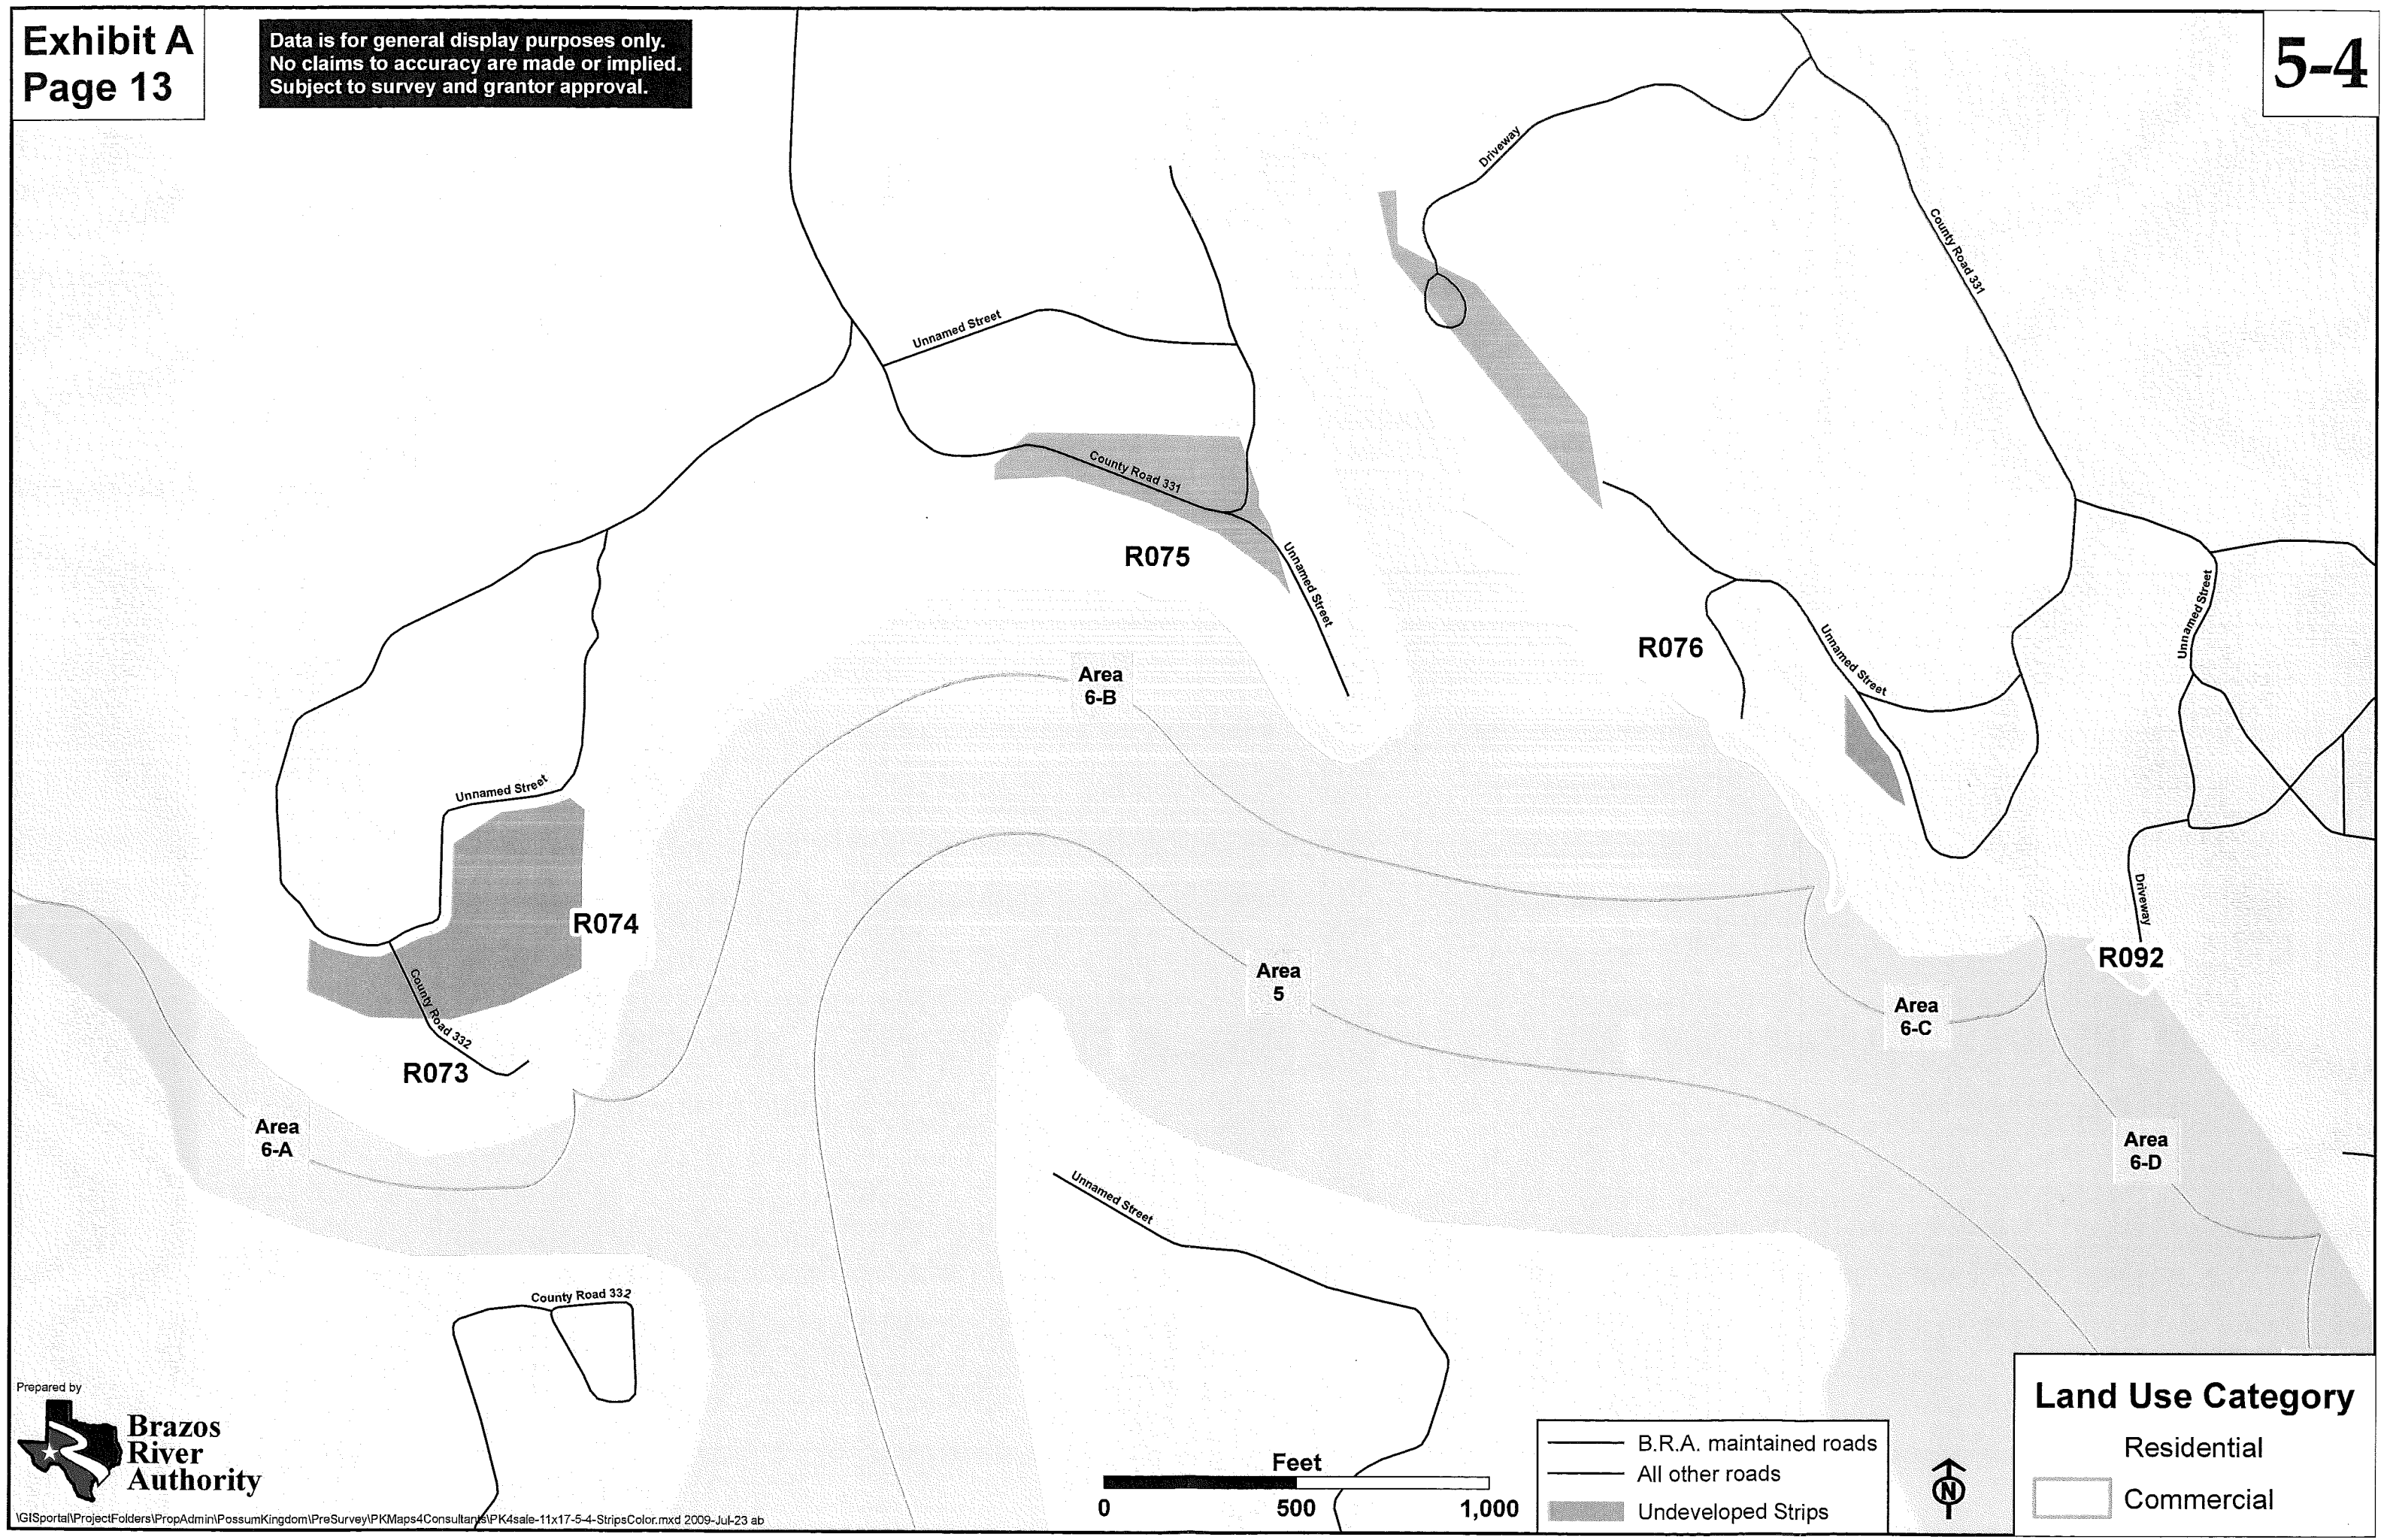 Exhibit A
Page 13
Data is for general display purposes only.
No claims to accuracy are made or implied.
Subject to survey and grantor approval.
5-4
Driveway
County Road 331
Unnamed Street
County Road 331
R075
Unnamed Street
Unnamed Street
R076
Unnamed Street
Area
6-B
Unnamed Street
R074
Driveway
R092
Area
5
Area
6-C
County Road 332
R073
Area
6-A
Area
6-D
Unnamed Street
County Road 332
Prepared by
Brazos
River
Authority
Feet
0 500 1,000
B.R.A. maintained roads
All other roads
Undeveloped Strips
N
Land Use Category
Residential
Commercial
\GISportal\ProjectFolders\PropAdmin\PossumKingdom\PreSurvey\PKMaps4Consultants\PK4sale-11x17-5-4-StripsColor.mxd 2009-Jul-23 ab